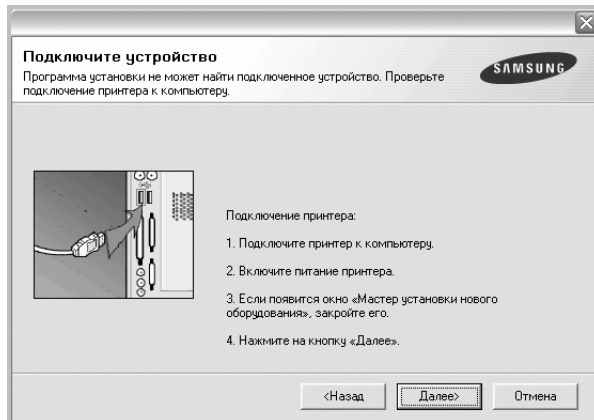 Подключите устройство
Программа установки не может найти подключенное устройство. Проверьте
подключение принтера к компьютеру.
SAMSUNG
Подключение принтера:
1. Подключите принтер к компьютеру.
2. Включите питание принтера.
3. Если появится окно «Мастер установки нового
оборудования», закройте его.
4. Нажмите на кнопку «Далее».
<Назад
Далее>
Отмена